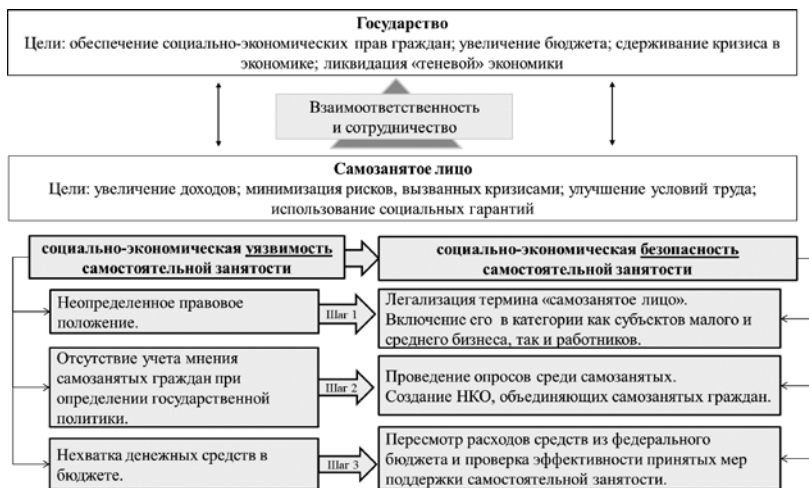 Государство
Цели: обеспечение социально-экономических прав граждан; увеличение бюджета; сдерживание кризиса в
экономике; ликвидация «теневой» экономики
Взаимоответственность
и сотрудничество
Самозанятое лицо
Цели: увеличение доходов; минимизация рисков, вызванных кризисами; улучшение условий труда;
использование социальных гарантий
социально-экономическая уязвимость
самостоятельной занятости
социально-экономическая безопасность
самостоятельной занятости
Неопределенное правовое
положение.
Шаг 1
Легализация термина «самозанятое лицо».
Включение его в категории как субъектов малого и
среднего бизнеса, так и работников.
Отсутствие учета мнения
самозанятых граждан при
определении государственной
политики.
Шаг 2
Проведение опросов среди самозанятых.
Создание НКО, объединяющих самозанятых граждан.
Нехватка денежных средств в
бюджете.
Шаг 3
Пересмотр расходов средств из федерального
бюджета и проверка эффективности принятых мер
поддержки самостоятельной занятости.